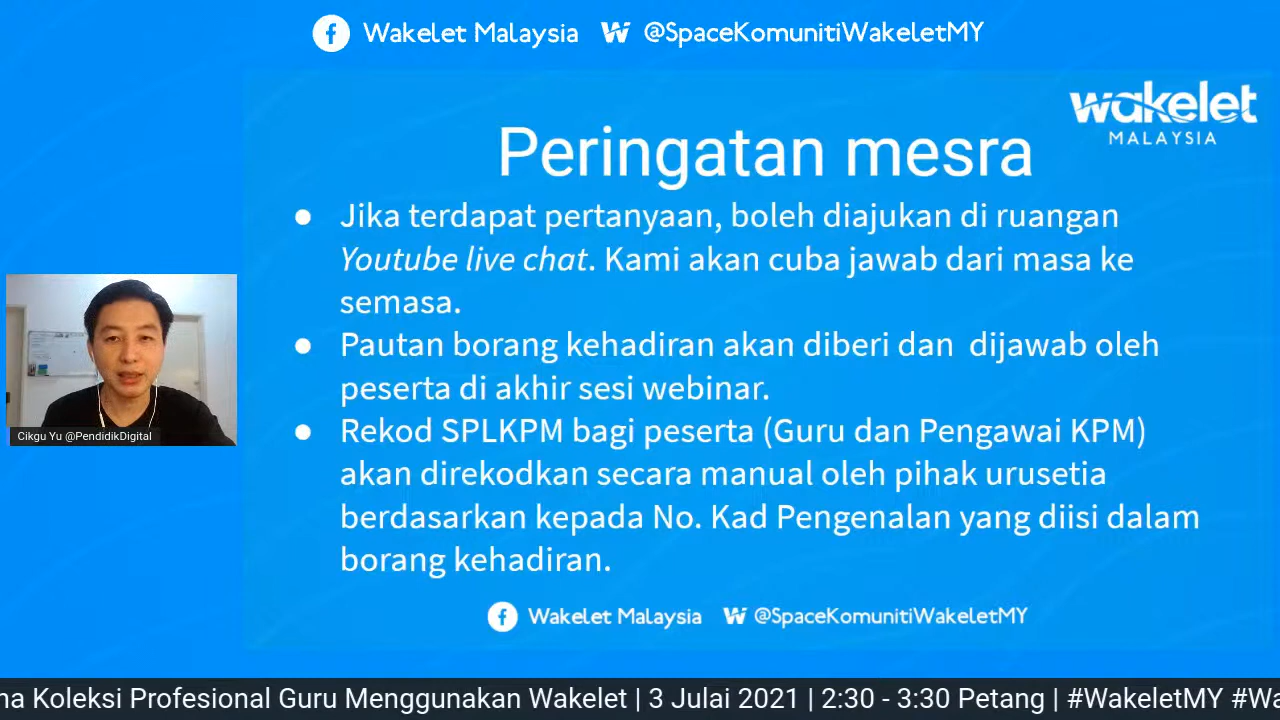 Wakelet Malaysia @SpaceKomunitiWakeletMY
wakelet
MALAYSIA
Peringatan mesra
● Jika terdapat pertanyaan, boleh diajukan di ruangan
Youtube live chat. Kami akan cuba jawab dari masa ke
semasa.
● Pautan borang kehadiran akan diberi dan dijawab oleh
peserta di akhir sesi webinar.
● Rekod SPLKPM bagi peserta (Guru dan Pengawai KPM)
akan direkodkan secara manual oleh pihak urusetia
berdasarkan kepada No. Kad Pengenalan yang diisi dalam
borang kehadiran.
Cikgu Yu @PendidikDigital
Wakelet Malaysia @SpaceKomunitiWakeletMY
na Koleksi Profesional Guru Menggunakan Wakelet | 3 Julai 2021 | 2:30 - 3:30 Petang | #WakeletMY #Wa